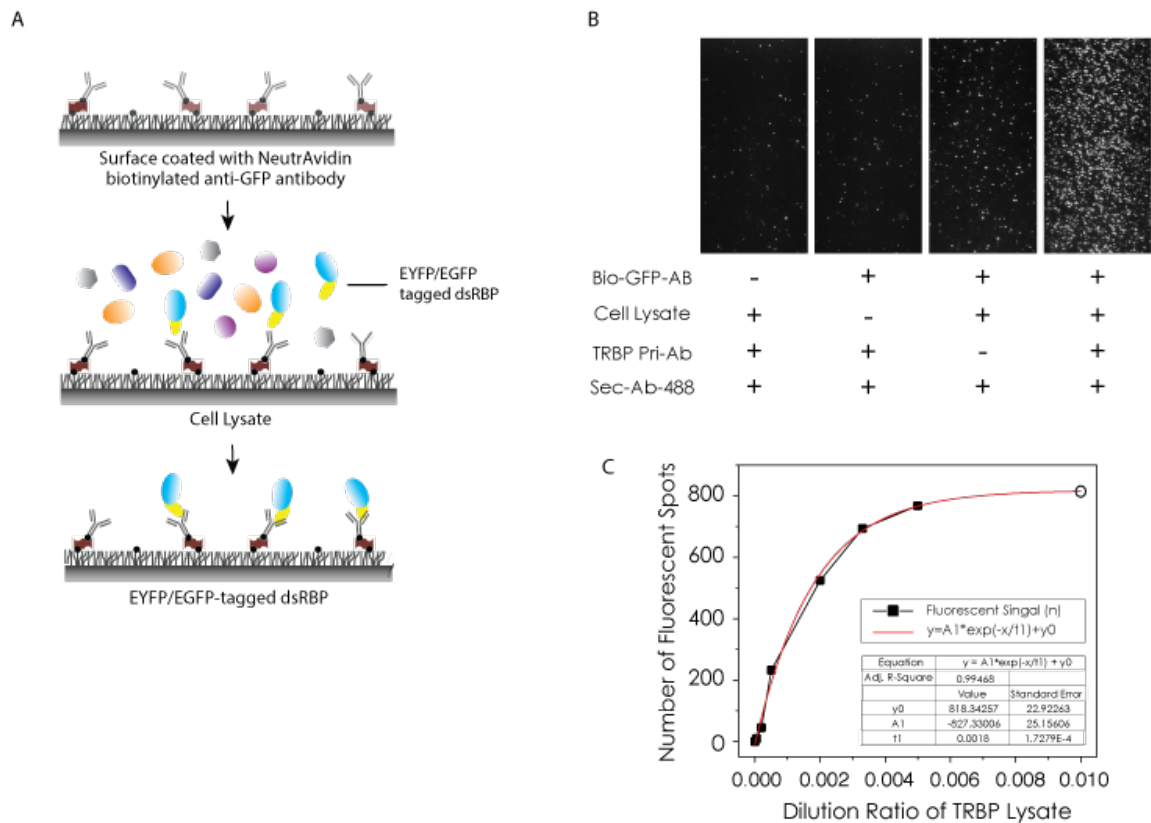 A
Surface coated with NeutrAvidin
biotinylated anti-GFP antibody
EYFP/EGFP
tagged dsRBP
Cell Lysate
EYFP/EGFP-tagged dsRBP
B
Bio-GFP-AB - + + +
Cell Lysate + - + +
TRBP Pri-Ab + + - +
Sec-Ab-488 + + + +
C
Number of Fluorescent Spots
800
600
400
200
0
0.000 0.002 0.004 0.006 0.008 0.010
Dilution Ratio of TRBP Lysate
Fluorescent Singal (n)
y=A1*exp(-x/t1)+y0
Equation y = A1*exp(-x/t1) + y0
Adj. R-Square 0.99468
Value Standard Error
y0 818.34257 22.92263
A1 -827.33006 25.15606
t1 0.0018 1.7279E-4